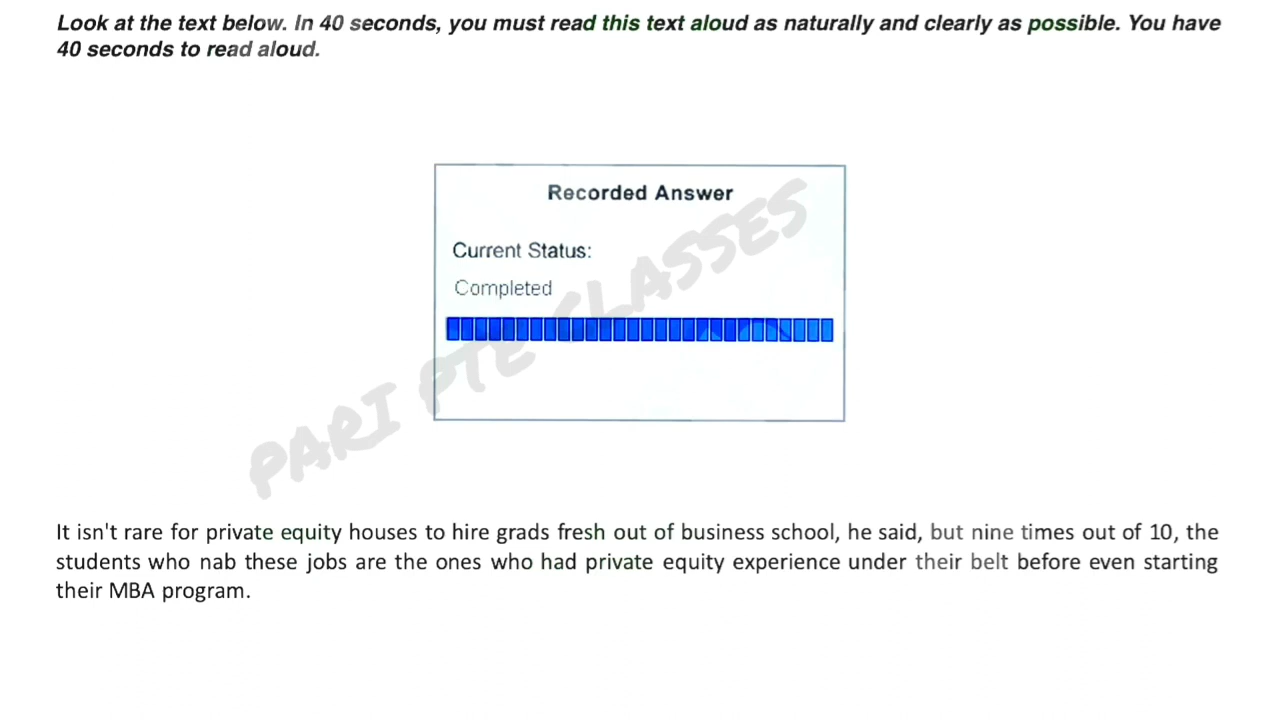 Look at the text below. In 40 seconds, you must read this text aloud as naturally and clearly as possible. You have
40 seconds to read aloud.
Recorded Answer
Current Status:
Completed
PARI PTE CLASSES
It isn't rare for private equity houses to hire grads fresh out of business school, he said, but nine times out of 10, the
students who nab these jobs are the ones who had private equity experience under their belt before even starting
their MBA program.